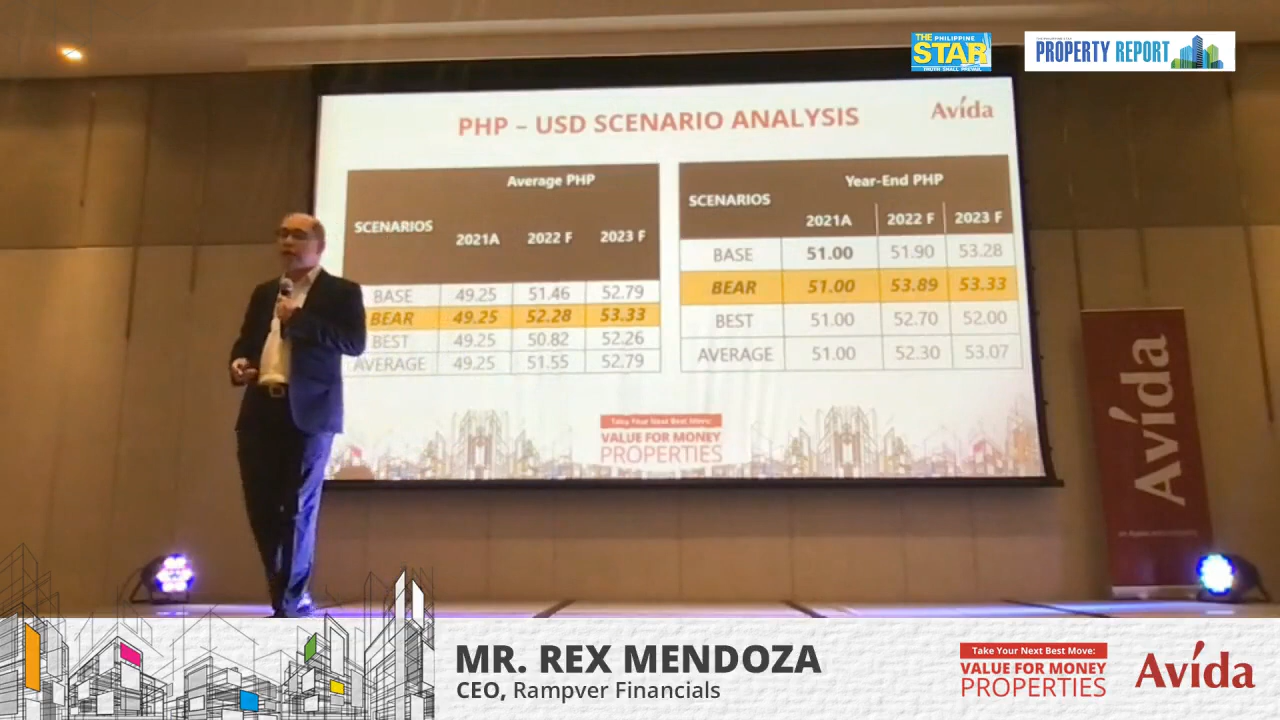 THE PHILIPPINE
STAR
TRUTH SHALL PREVAIL
PROPERTY REPORT
PHP – USD SCENARIO ANALYSIS
Avida
SCENARIOS Average PHP
2021A 2022 F 2023 F
BASE 49.25 51.46 52.79
BEAR 49.25 52.28 53.33
BEST 49.25 50.82 52.26
AVERAGE 49.25 51.55 52.79
SCENARIOS Year-End PHP
2021A 2022 F 2023 F
BASE 51.00 51.90 53.28
BEAR 51.00 53.89 53.33
BEST 51.00 52.70 52.00
AVERAGE 51.00 52.30 53.07
Take Your Next Best Move:
VALUE FOR MONEY
PROPERTIES
Avida
MR. REX MENDOZA
CEO, Rampver Financials
Take Your Next Best Move:
VALUE FOR MONEY
PROPERTIES
Avida